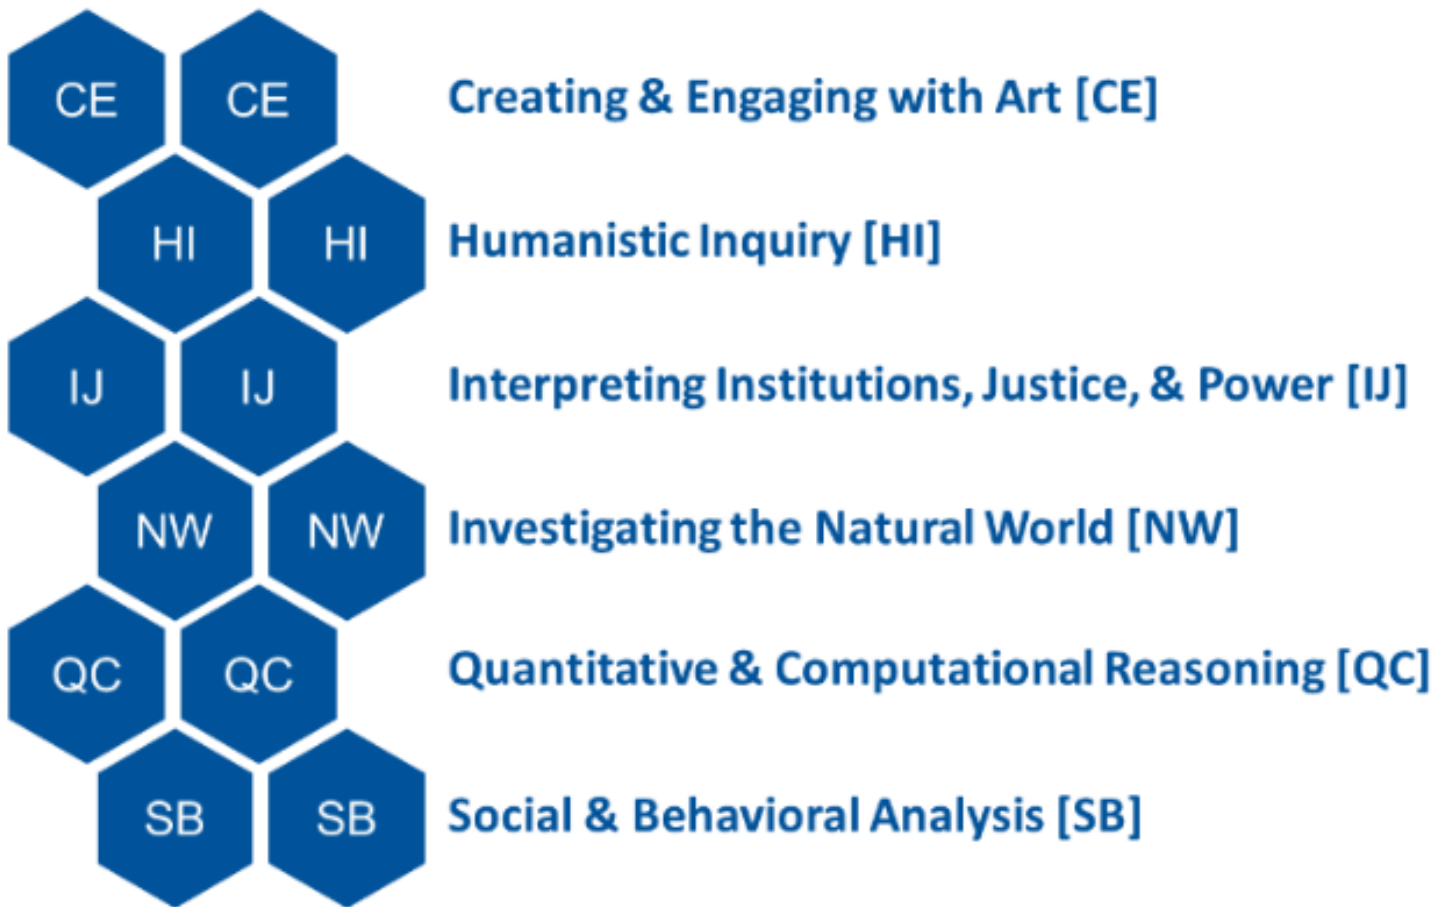 CE CE Creating & Engaging with Art [CE]
HI HI Humanistic Inquiry [HI]
IJ IJ Interpreting Institutions, Justice, & Power [IJ]
NW NW Investigating the Natural World [NW]
QC QC Quantitative & Computational Reasoning [QC]
SB SB Social & Behavioral Analysis [SB]